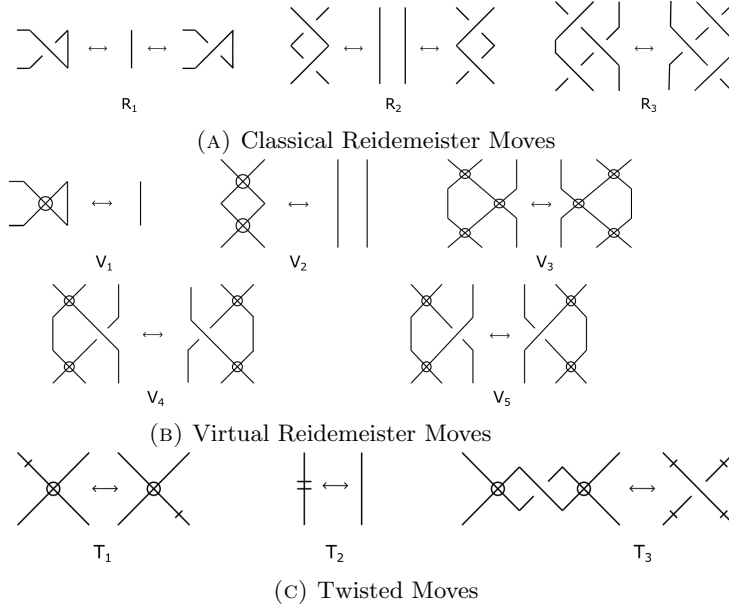 R₁ R₂ R₃
(A) Classical Reidemeister Moves
V₁ V₂ V₃
V₄ V₅
(B) Virtual Reidemeister Moves
T₁ T₂ T₃
(C) Twisted Moves